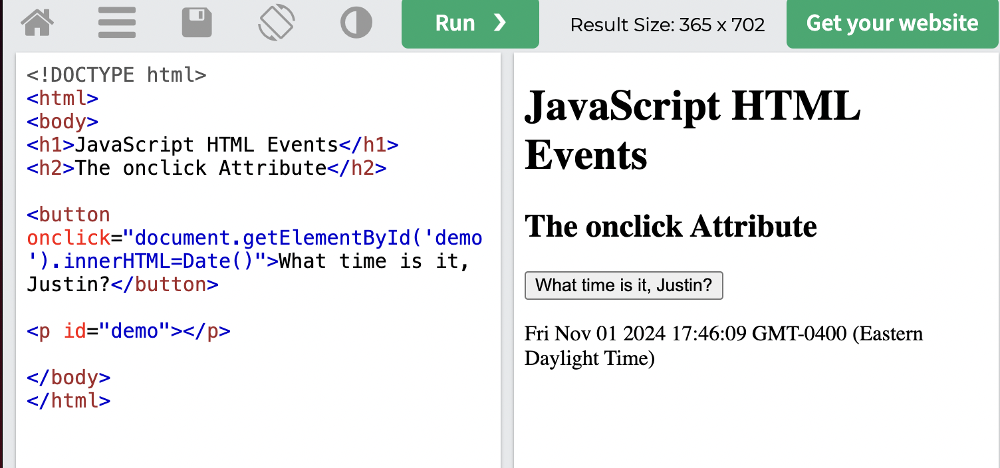 Run ❯ Result Size: 365 x 702 Get your website
<!DOCTYPE html>
<html>
<body>
<h1>JavaScript HTML Events</h1>
<h2>The onclick Attribute</h2>
<button
onclick="document.getElementById('demo
').innerHTML=Date()">What time is it,
Justin?</button>
<p id="demo"></p>
</body>
</html>
JavaScript HTML
Events
The onclick Attribute
What time is it, Justin?
Fri Nov 01 2024 17:46:09 GMT-0400 (Eastern
Daylight Time)